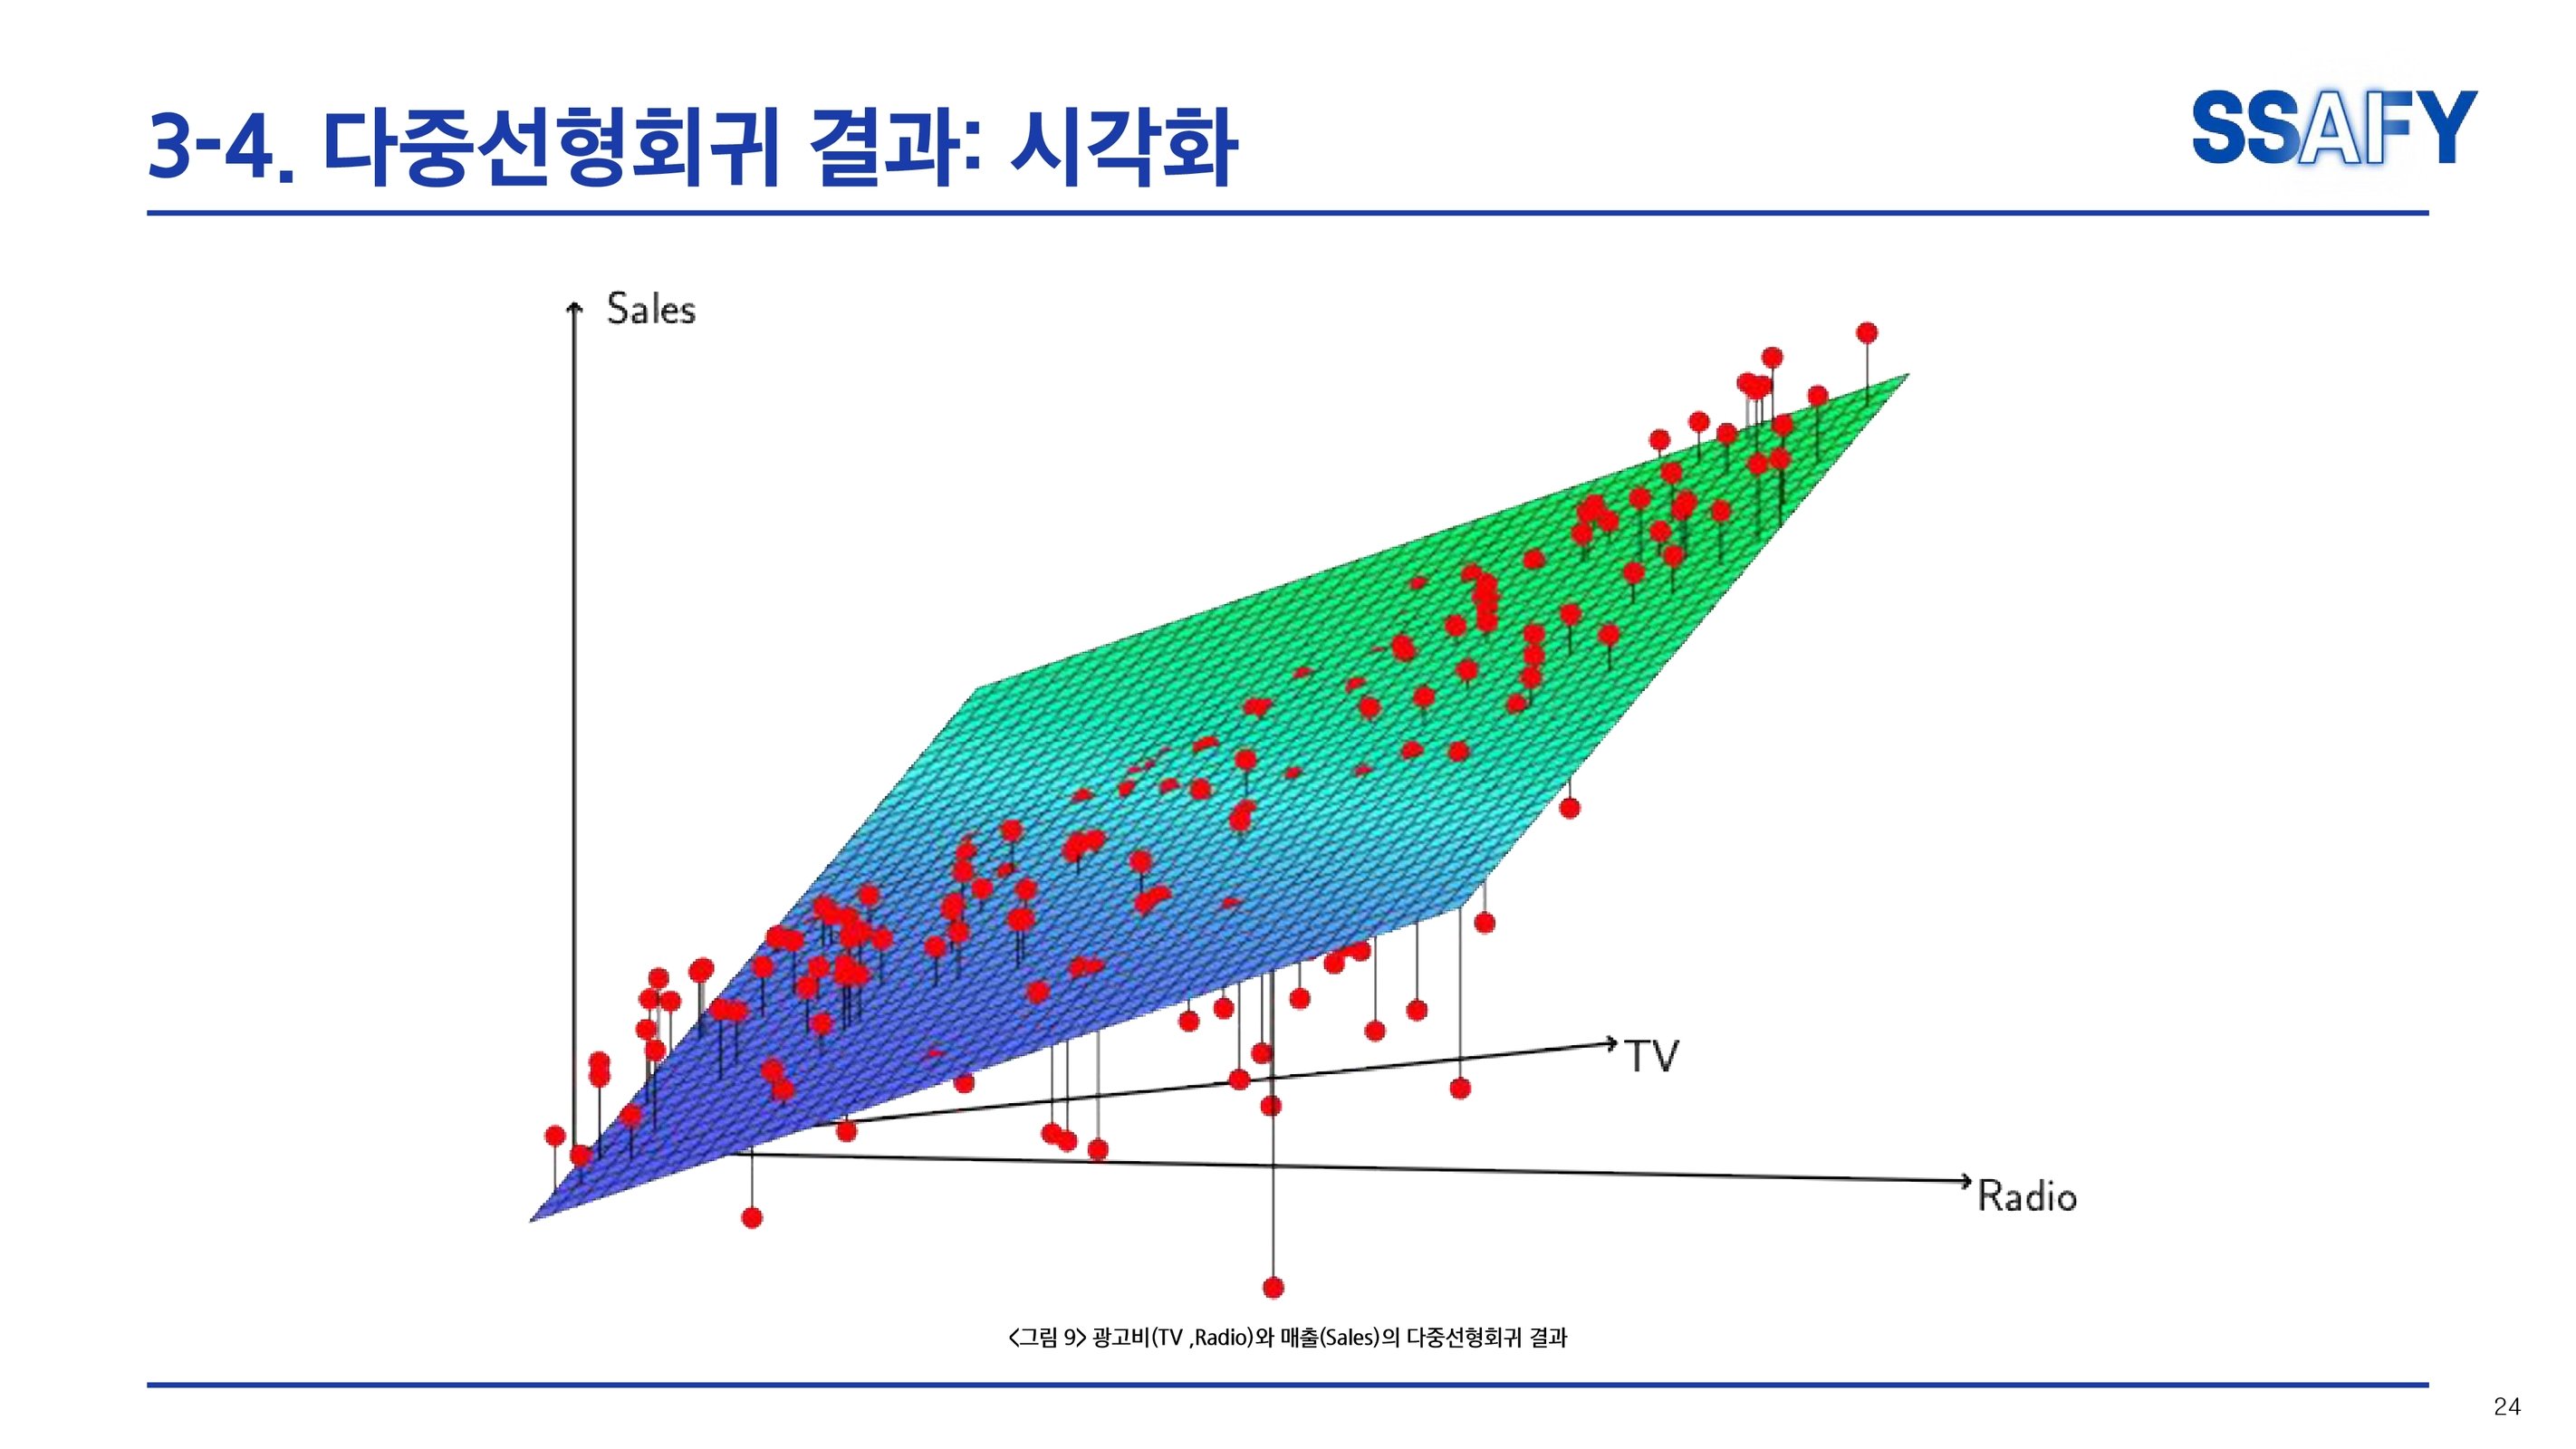 3-4. 다중선형회귀 결과: 시각화
SSAFY
Sales
TV
Radio
<그림 9> 광고비(TV ,Radio)와 매출(Sales)의 다중선형회귀 결과
24